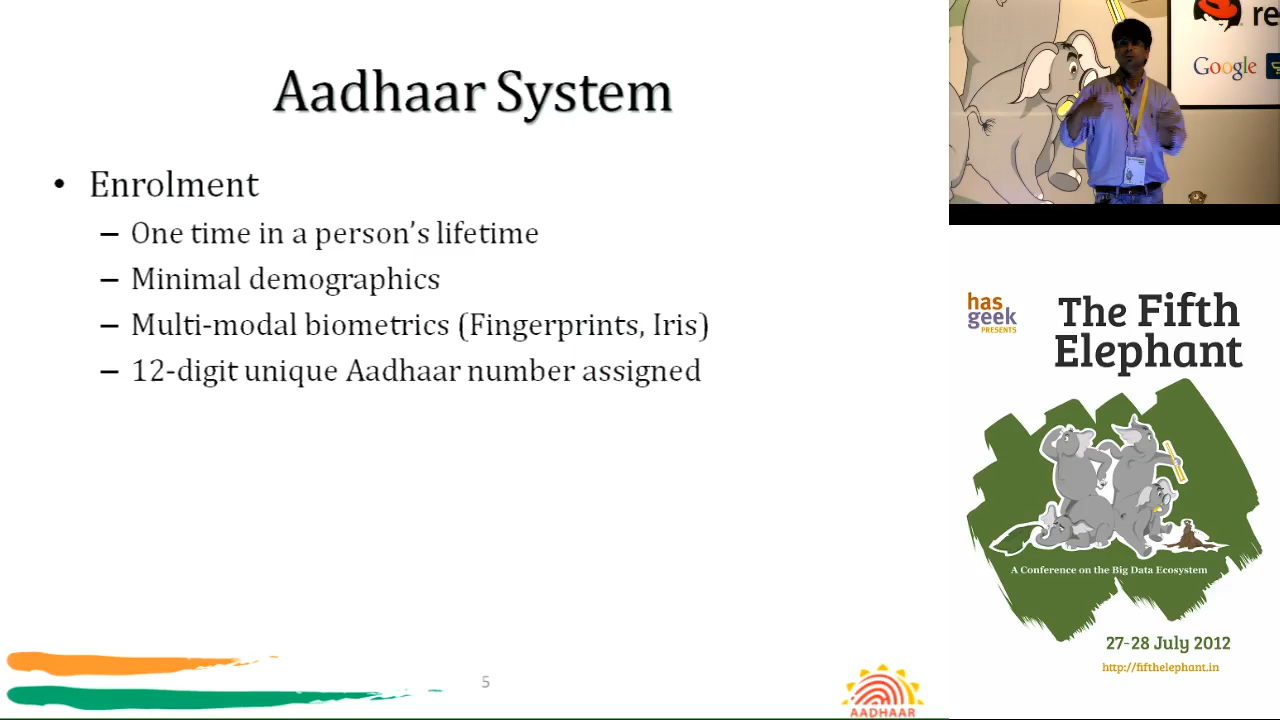 Aadhaar System
• Enrolment
– One time in a person's lifetime
– Minimal demographics
– Multi-modal biometrics (Fingerprints, Iris)
– 12-digit unique Aadhaar number assigned
5
AADHAAR
re
Google
has
geek
PRESENTS
The Fifth
Elephant
A Conference on the Big Data Ecosystem
27-28 July 2012
http://fifthelephant.in